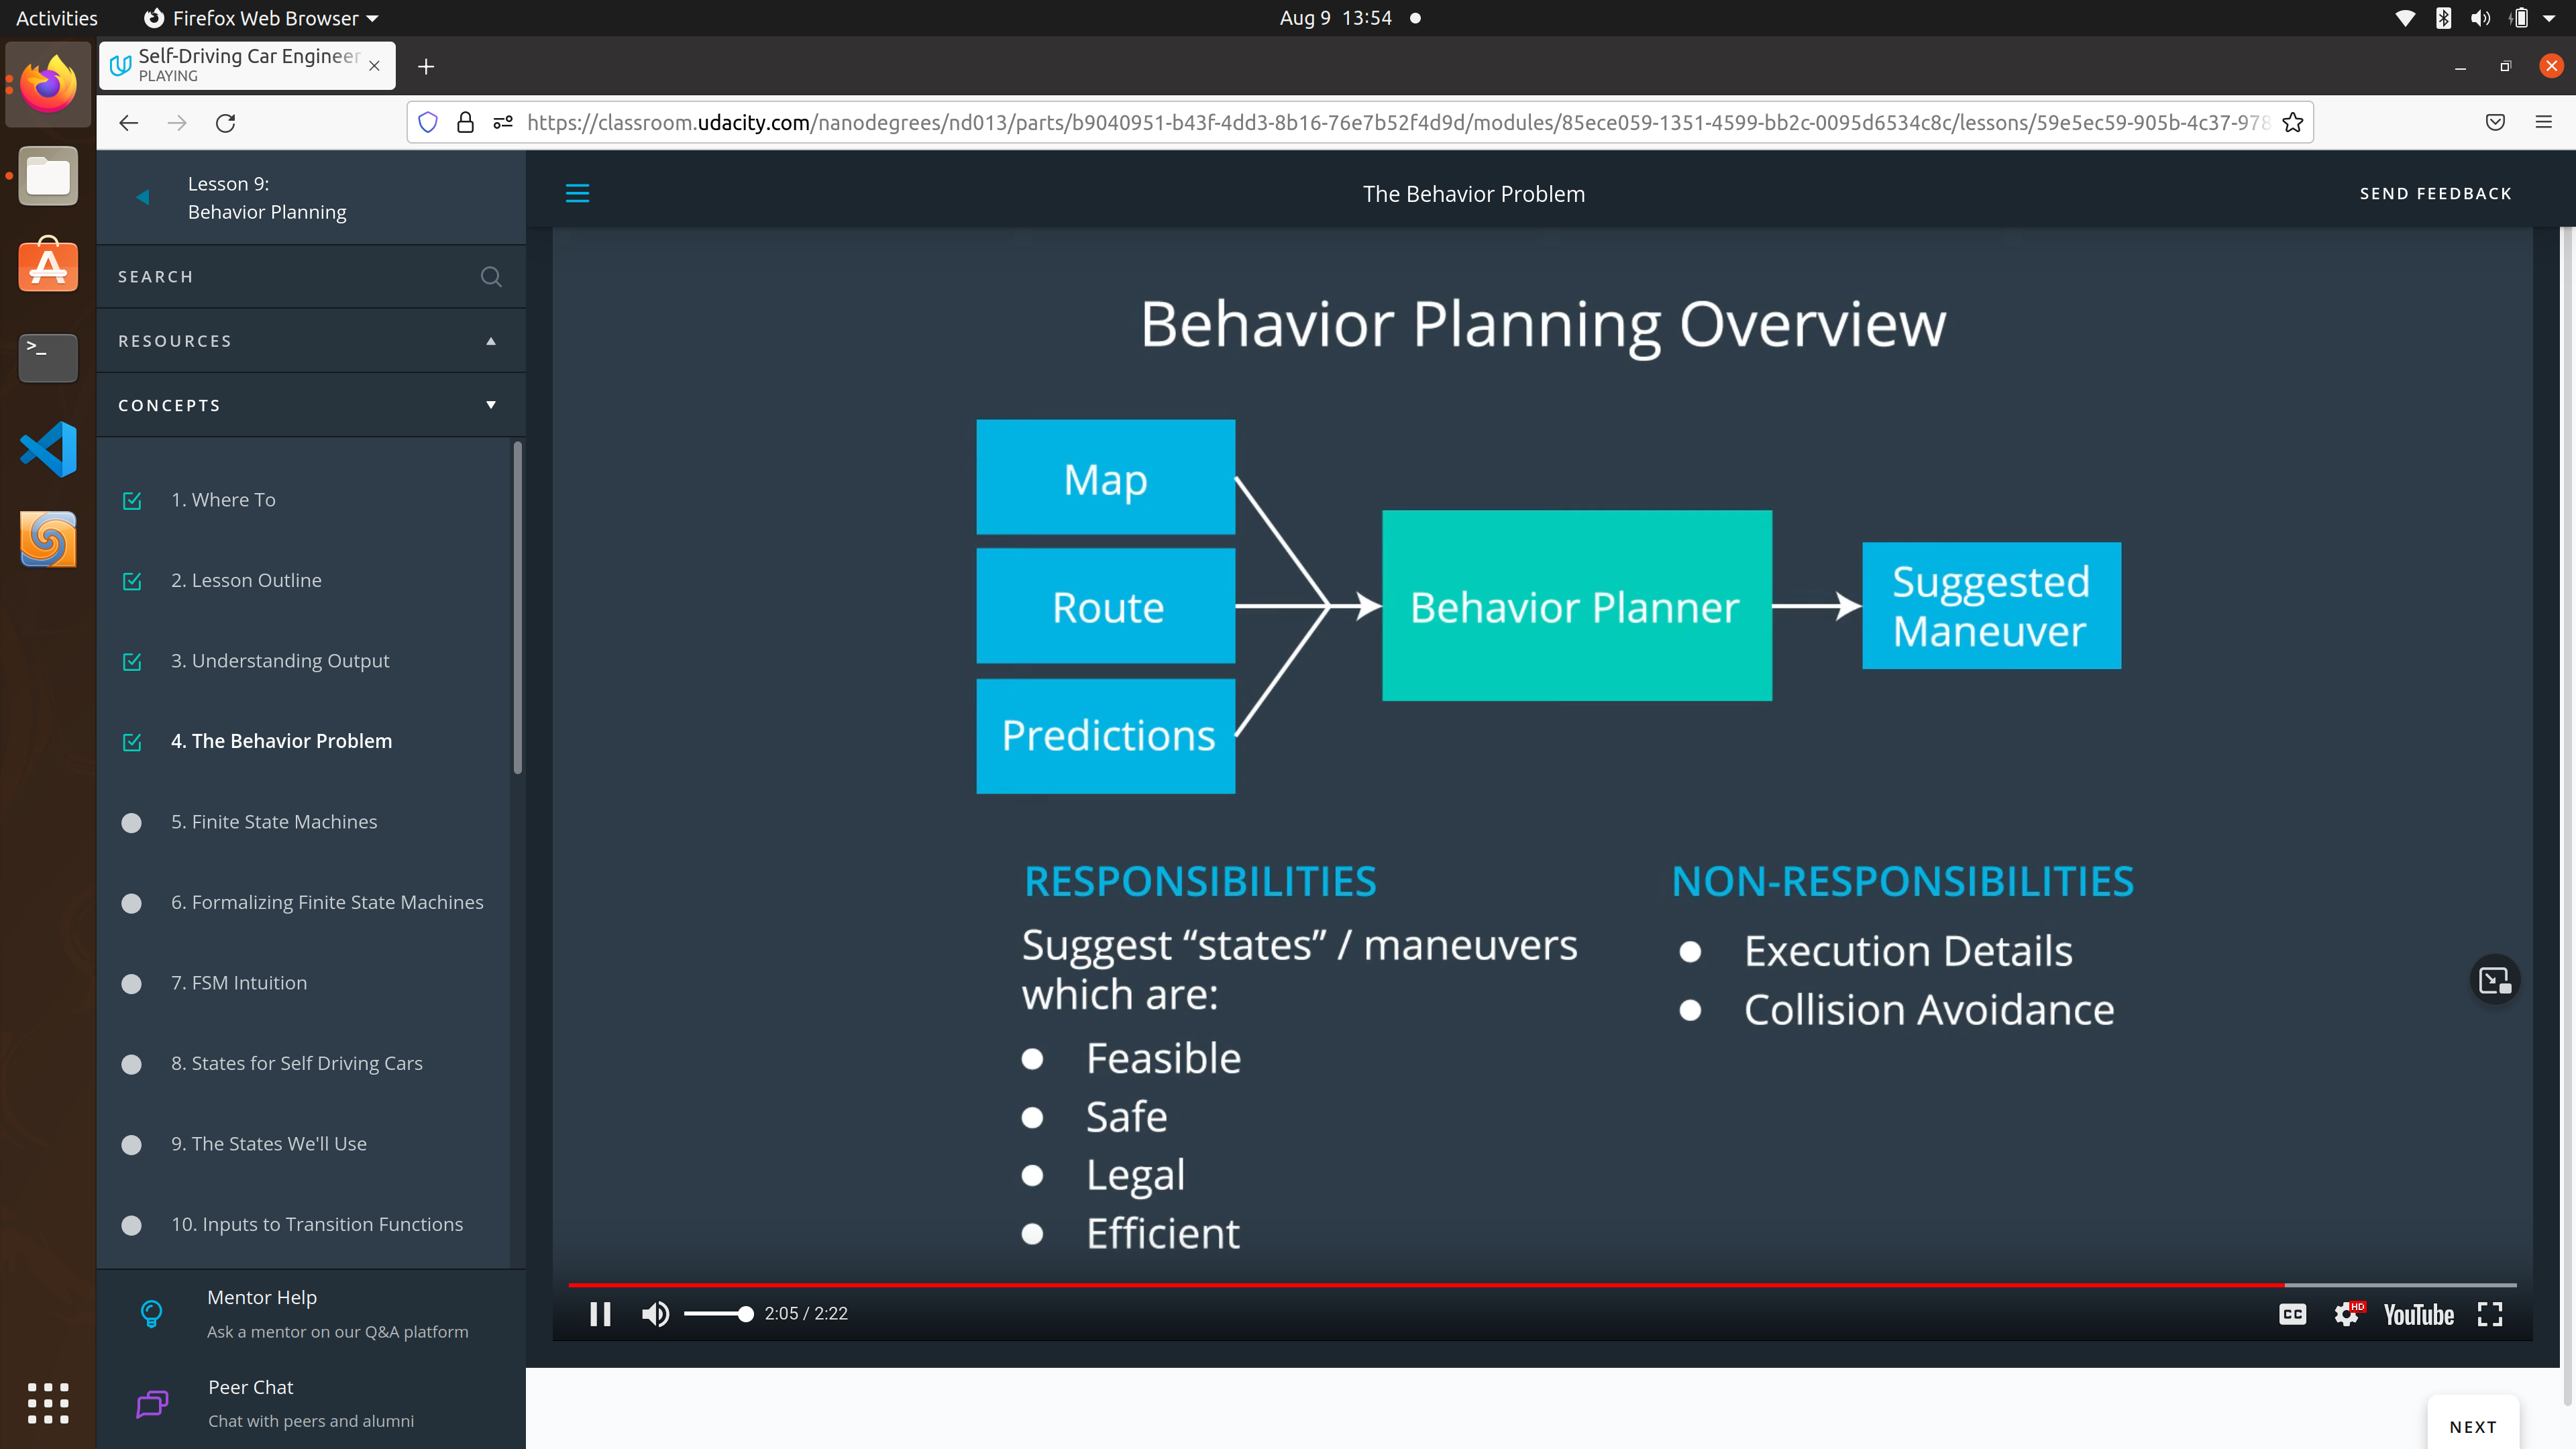 Activities
Firefox Web Browser
Aug 9 13:54
Self-Driving Car Engineer
PLAYING
https://classroom.udacity.com/nanodegrees/nd013/parts/b9040951-b43f-4dd3-8b16-76e7b52f4d9d/modules/85ece059-1351-4599-bb2c-0095d6534c8c/lessons/59e5ec59-905b-4c37-978
Lesson 9:
Behavior Planning
SEARCH
RESOURCES
CONCEPTS
1. Where To
2. Lesson Outline
3. Understanding Output
4. The Behavior Problem
5. Finite State Machines
6. Formalizing Finite State Machines
7. FSM Intuition
8. States for Self Driving Cars
9. The States We'll Use
10. Inputs to Transition Functions
Mentor Help
Ask a mentor on our Q&A platform
Peer Chat
Chat with peers and alumni
The Behavior Problem
SEND FEEDBACK
Behavior Planning Overview
Map
Route
Predictions
Behavior Planner
Suggested
Maneuver
RESPONSIBILITIES
Suggest “states” / maneuvers
which are:
Feasible
Safe
Legal
Efficient
NON-RESPONSIBILITIES
Execution Details
Collision Avoidance
2:05 / 2:22
CC
HD
YouTube
NEXT